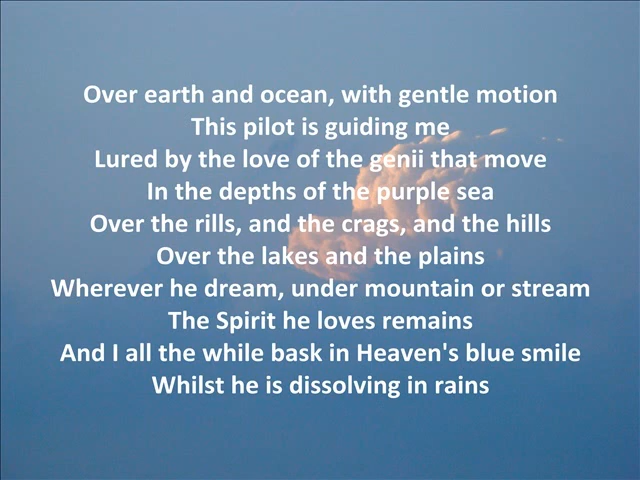 Over earth and ocean, with gentle motion
This pilot is guiding me
Lured by the love of the genii that move
In the depths of the purple sea
Over the rills, and the crags, and the hills
Over the lakes and the plains
Wherever he dream, under mountain or stream
The Spirit he loves remains
And I all the while bask in Heaven's blue smile
Whilst he is dissolving in rains